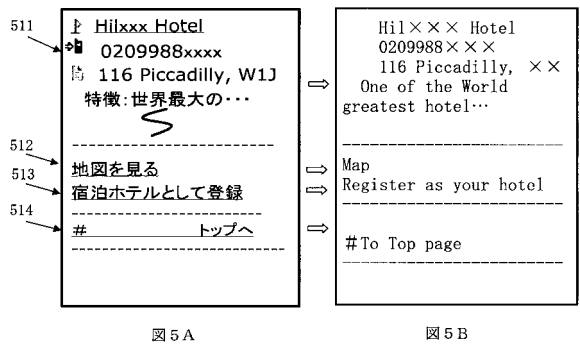 511
512
513
514
Hilxxx Hotel
0209988xxxx
116 Piccadilly, W1J
特徴:世界最大の・・・
地図を見る
宿泊ホテルとして登録
# トップへ
図5A
Hil××× Hotel
0209988×××
116 Piccadilly, ××
One of the World
greatest hotel…
Map
Register as your hotel
#To Top page
図5B